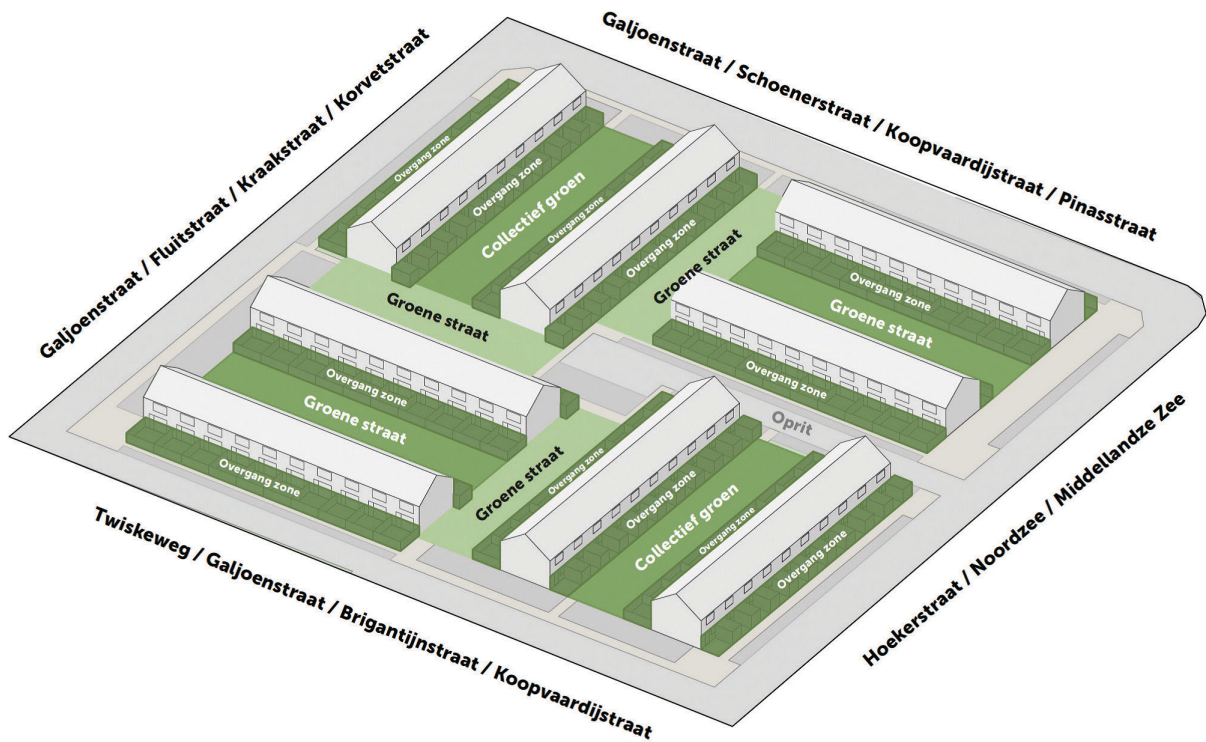 Galjoenstraat / Schoenerstraat / Koopvaardijstraat / Pinasstraat
Galjoenstraat / Fluitstraat / Kraakstraat / Korvetstraat
Overgang zone
Overgang zone
Collectief groen
Overgang zone
Overgang zone
Groene straat
Overgang zone
Groene straat
Overgang zone
Groene straat
Overgang zone
Groene straat
Overgang zone
Groene straat
Overgang zone
Overgang zone
Collectief groen
Overgang zone
Overgang zone
Oprit
Twiskeweg / Galjoenstraat / Brigantijnstraat / Koopvaardijstraat
Hoekerstraat / Noordzee / Middellandze Zee